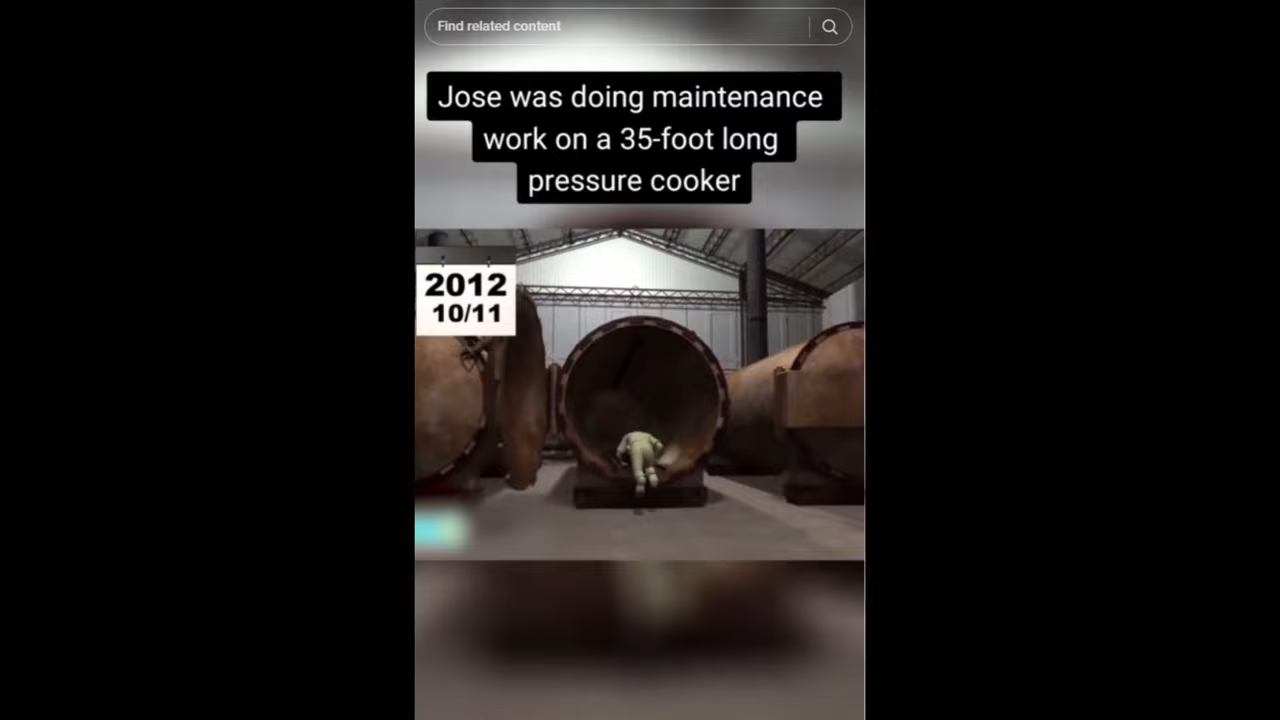 Find related content
Jose was doing maintenance
work on a 35-foot long
pressure cooker
2012
10/11